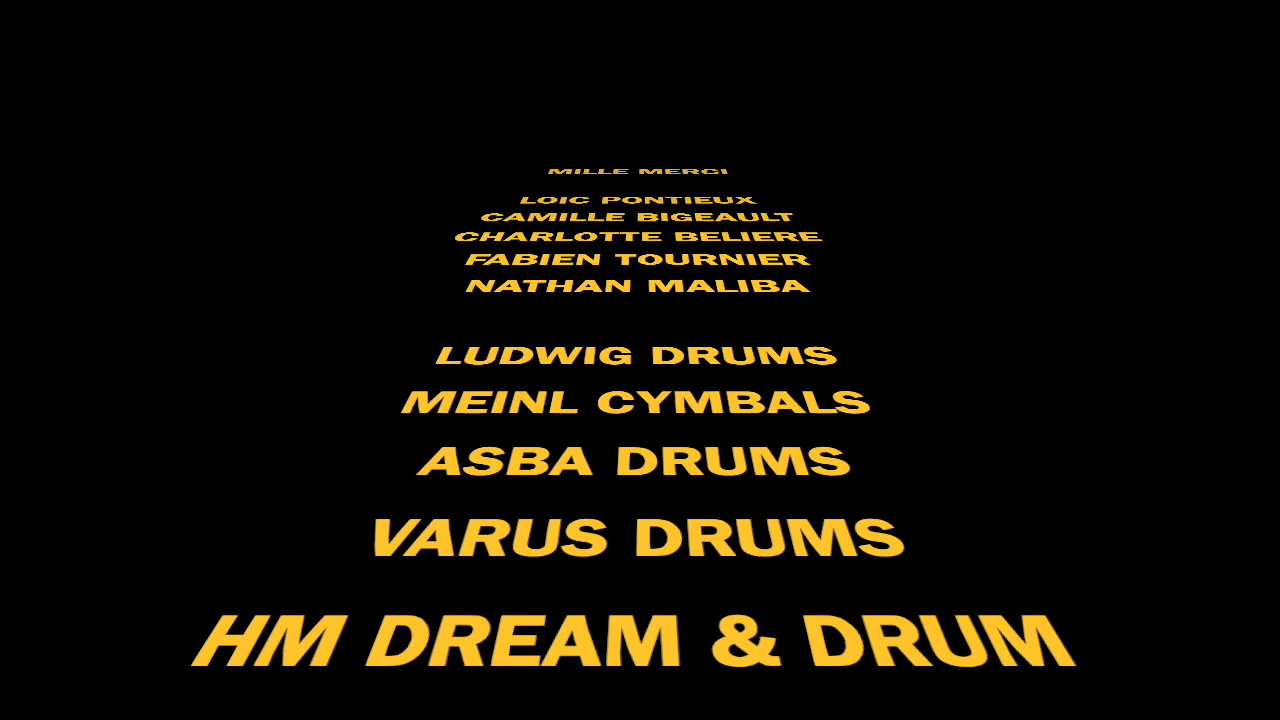 MILLE MERCI
LOIC PONTIEUX
CAMILLE BIGEAULT
CHARLOTTE BELIERE
FABIEN TOURNIER
NATHAN MALIBA
LUDWIG DRUMS
MEINL CYMBALS
ASBA DRUMS
VARUS DRUMS
HM DREAM & DRUM